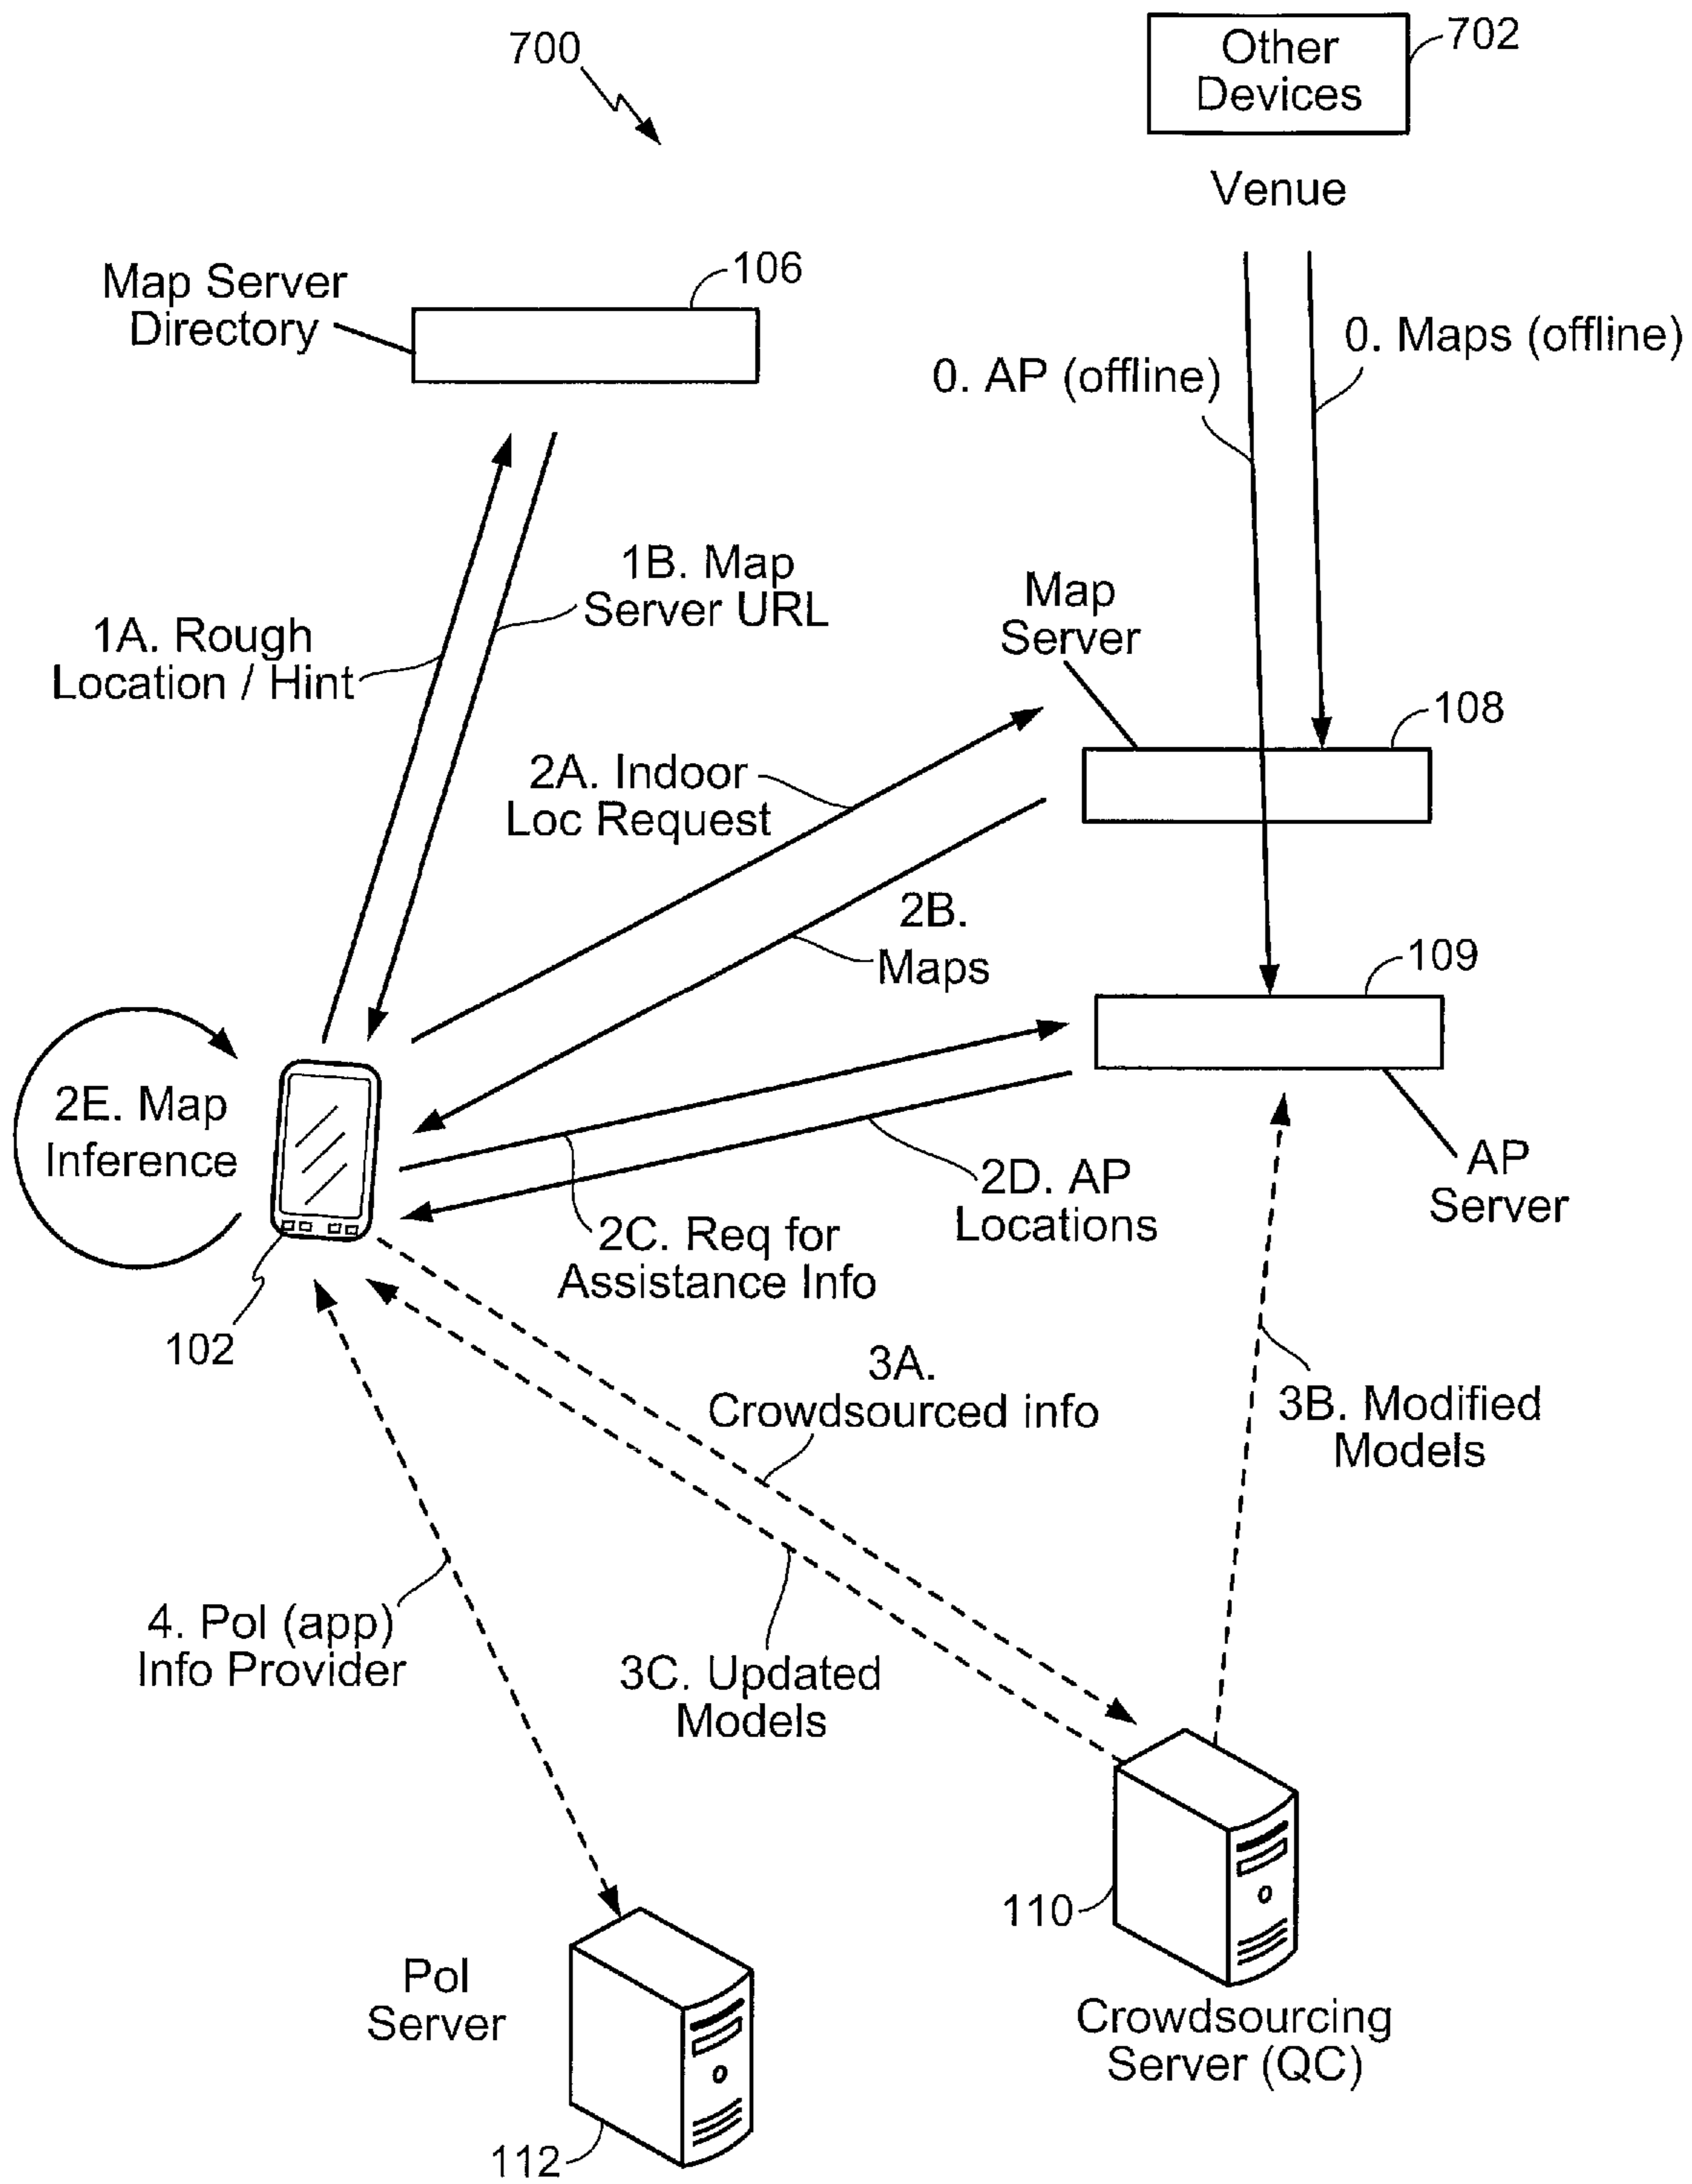 700
Other
Devices
702
Venue
Map Server
Directory
106
0. AP (offline)
0. Maps (offline)
1B. Map
Server URL
1A. Rough
Location / Hint
Map
Server
108
2A. Indoor
Loc Request
2B.
Maps
109
2E. Map
Inference
AP
Server
2D. AP
Locations
2C. Req for
Assistance Info
102
3A.
Crowdsourced info
3B. Modified
Models
4. PoI (app)
Info Provider
3C. Updated
Models
110
PoI
Server
Crowdsourcing
Server (QC)
112